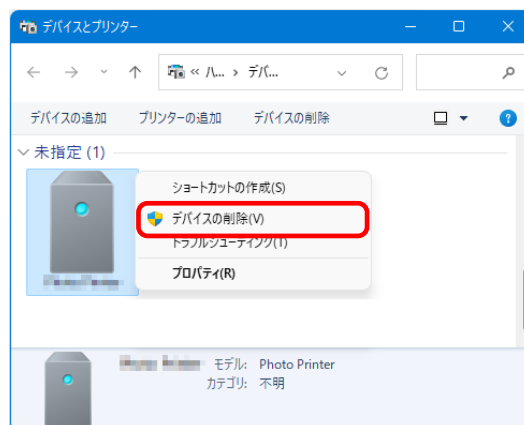 デバイスとプリンター
« ハ... › デバ...
デバイスの追加 プリンターの追加 デバイスの削除
未指定 (1)
ショートカットの作成(S)
デバイスの削除(V)
トラブルシューティング(T)
プロパティ(R)
モデル: Photo Printer
カテゴリ: 不明